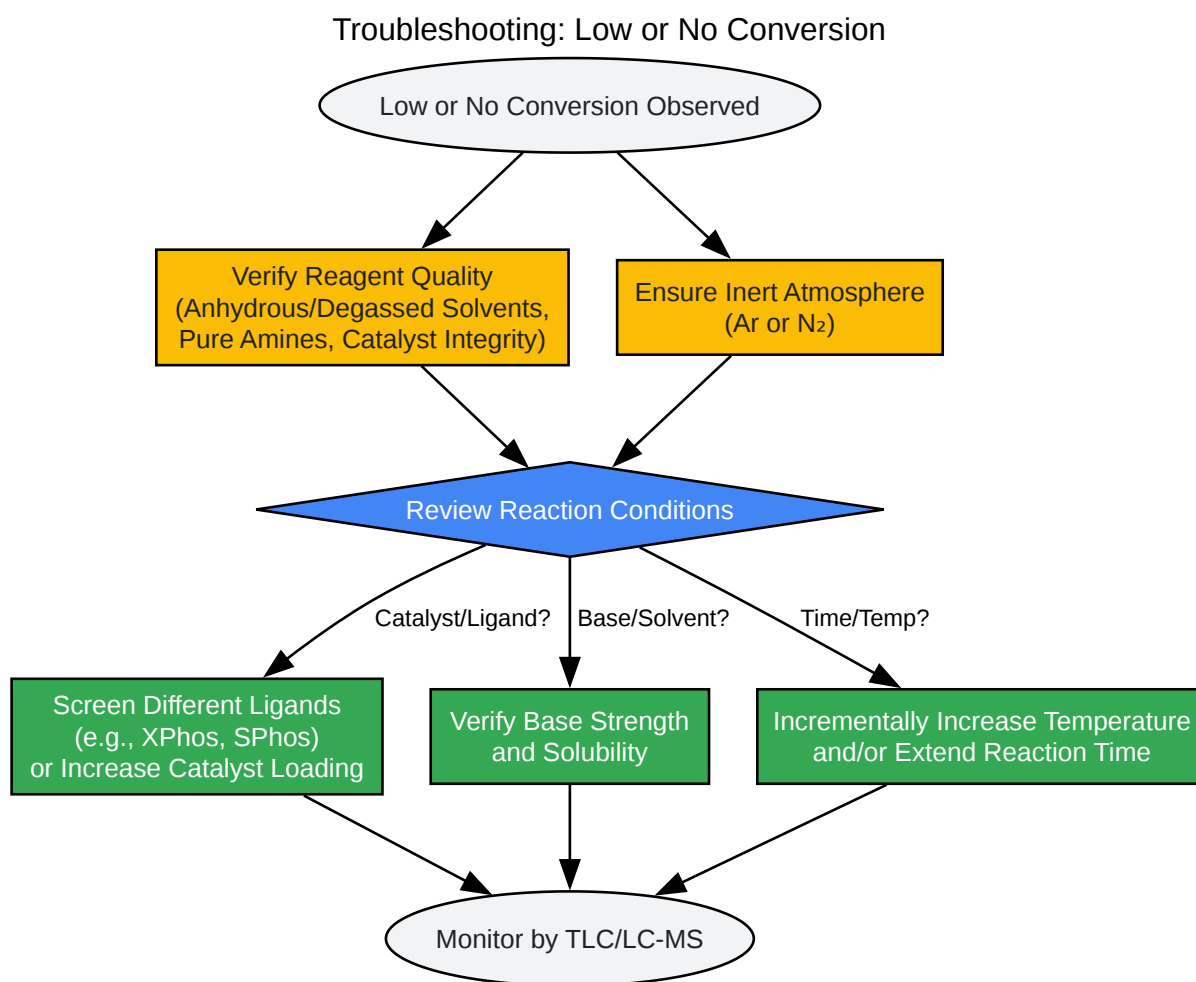 Troubleshooting: Low or No Conversion
Low or No Conversion Observed
Verify Reagent Quality
(Anhydrous/Degassed Solvents,
Pure Amines, Catalyst Integrity)
Ensure Inert Atmosphere
(Ar or N₂)
Review Reaction Conditions
Catalyst/Ligand?
Base/Solvent?
Time/Temp?
Screen Different Ligands
(e.g., XPhos, SPhos)
or Increase Catalyst Loading
Verify Base Strength
and Solubility
Incrementally Increase Temperature
and/or Extend Reaction Time
Monitor by TLC/LC-MS